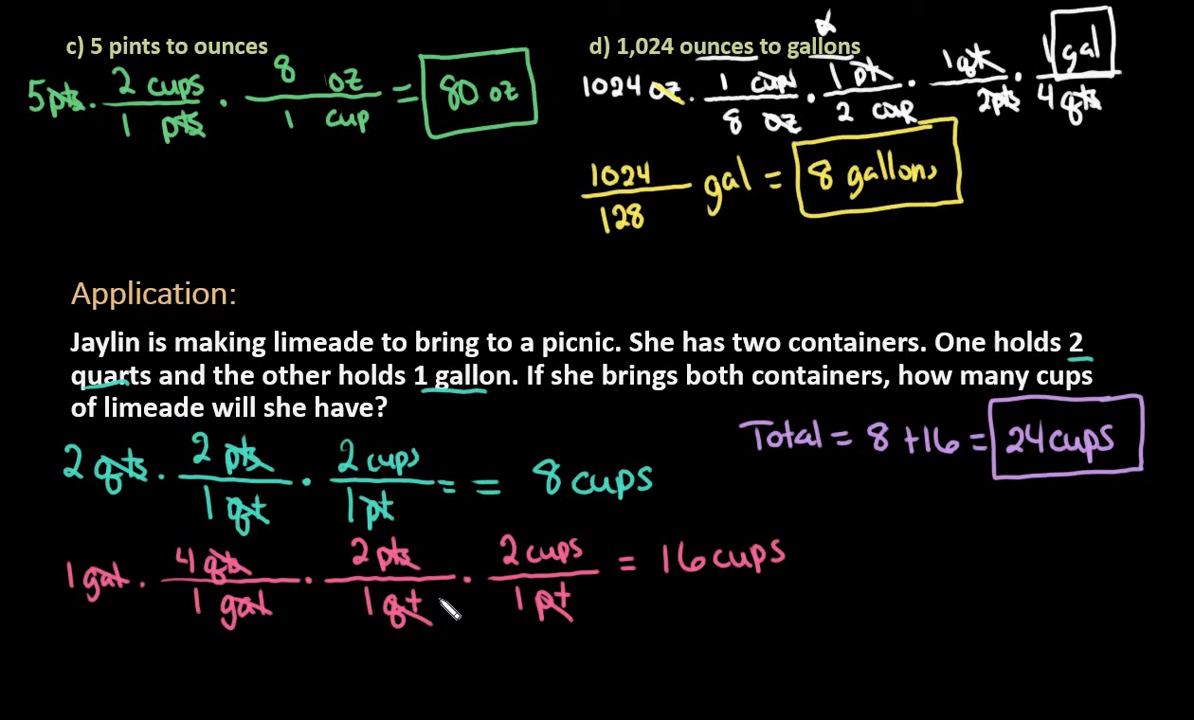 c) 5 pints to ounces
5 pts · 2 cups / 1 pts · 8 oz / 1 cup = 80 oz
d) 1,024 ounces to gallons
1024 oz · 1 cup / 8 oz · 1 pt / 2 cup · 1 qt / 2 pts · 1 gal / 4 qts
1024 / 128 gal = 8 gallons
Application:
Jaylin is making limeade to bring to a picnic. She has two containers. One holds 2
quarts and the other holds 1 gallon. If she brings both containers, how many cups
of limeade will she have?
Total = 8 + 16 = 24 cups
2 qts · 2 pts / 1 qt · 2 cups / 1 pt = = 8 cups
1 gal · 4 qts / 1 gal · 2 pts / 1 qt · 2 cups / 1 pt = 16 cups